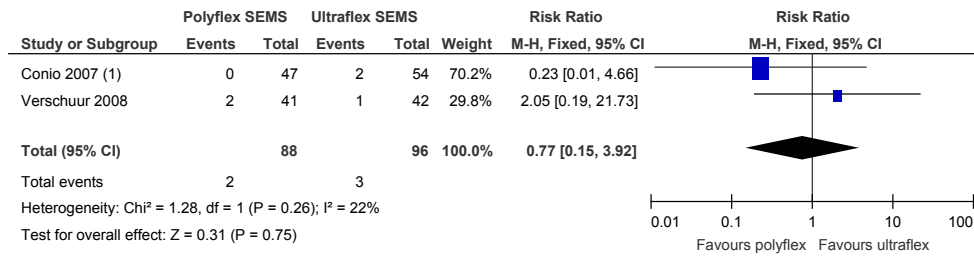 Polyflex SEMS Ultraflex SEMS Risk Ratio Risk Ratio
Study or Subgroup Events Total Events Total Weight M-H, Fixed, 95% CI M-H, Fixed, 95% CI
Conio 2007 (1) 0 47 2 54 70.2% 0.23 [0.01, 4.66]
Verschuur 2008 2 41 1 42 29.8% 2.05 [0.19, 21.73]
Total (95% CI) 88 96 100.0% 0.77 [0.15, 3.92]
Total events 2 3
Heterogeneity: Chi² = 1.28, df = 1 (P = 0.26); I² = 22%
Test for overall effect: Z = 0.31 (P = 0.75)
0.01 0.1 1 10 100
Favours polyflex Favours ultraflex